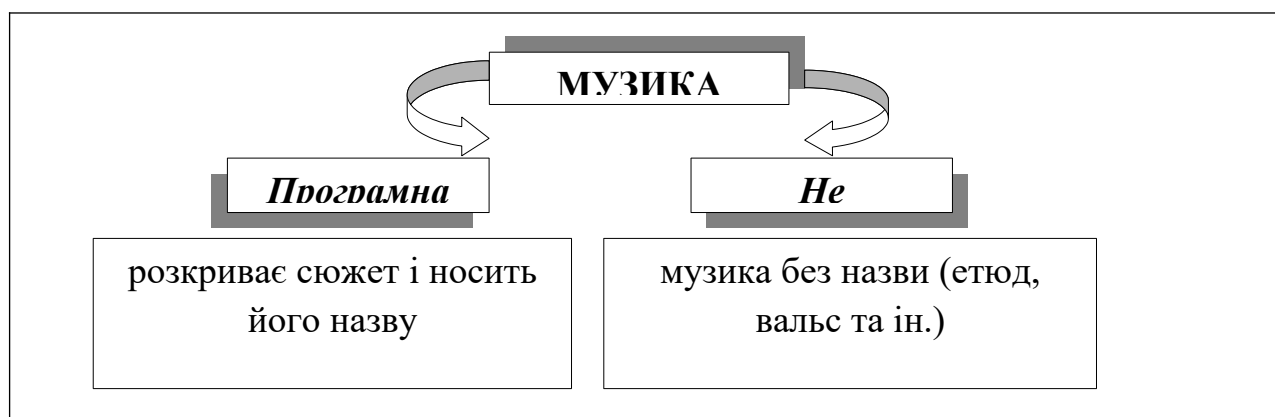 МУЗИКА
Програмна
Не
розкриває сюжет і носить
його назву
музика без назви (етюд,
вальс та ін.)